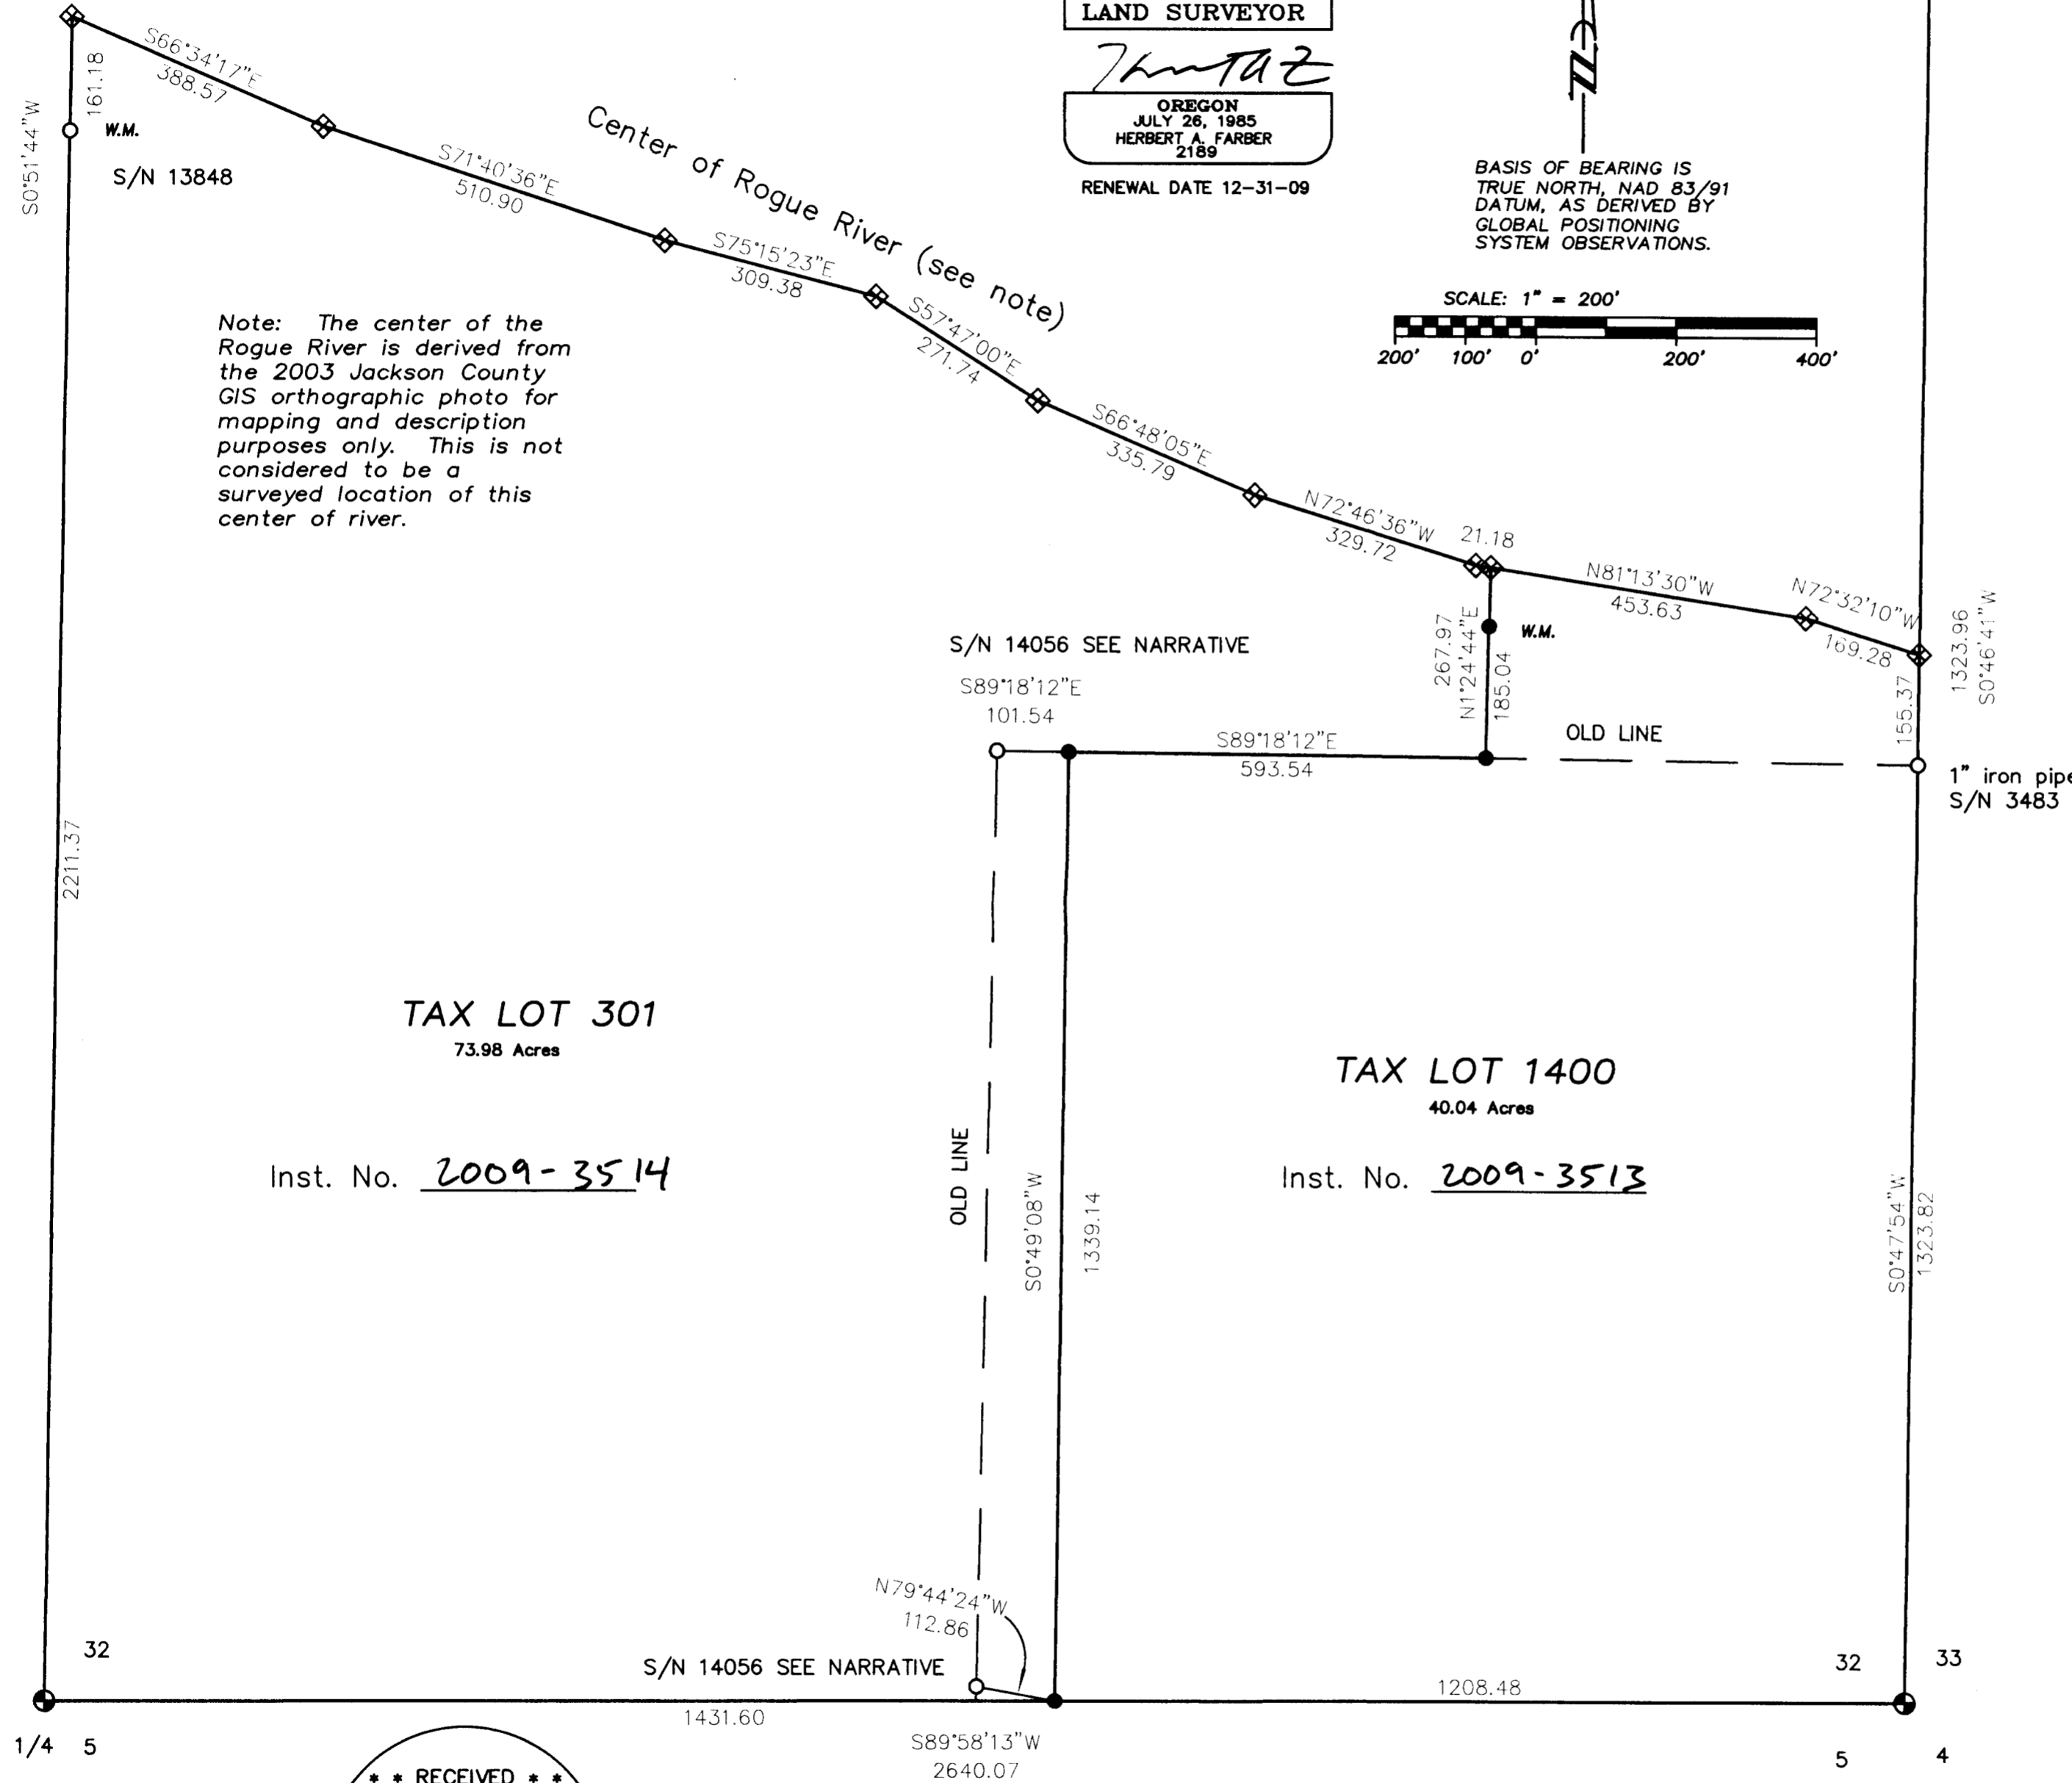 LAND SURVEYOR
OREGON
JULY 26, 1985
HERBERT A. FARBER
2189
RENEWAL DATE 12-31-09
BASIS OF BEARING IS
TRUE NORTH, NAD 83/91
DATUM, AS DERIVED BY
GLOBAL POSITIONING
SYSTEM OBSERVATIONS.
SCALE: 1" = 200'
200' 100' 0' 200' 400'
S66°34'17"E
388.57
161.18
S0°51'44"W
W.M.
S/N 13848
S71°40'36"E
510.90
Center of Rogue River (see note)
S75°15'23"E
309.38
S57°47'00"E
271.74
S66°48'05"E
335.79
N72°46'36"W
329.72
21.18
N81°13'30"W
453.63
N72°32'10"W
169.28
1323.96
S0°46'41"W
155.37
Note: The center of the
Rogue River is derived from
the 2003 Jackson County
GIS orthographic photo for
mapping and description
purposes only. This is not
considered to be a
surveyed location of this
center of river.
267.97
N1°24'44"E
185.04
W.M.
S/N 14056 SEE NARRATIVE
S89°18'12"E
101.54
S89°18'12"E
593.54
OLD LINE
1" iron pipe
S/N 3483
2211.37
TAX LOT 301
73.98 Acres
Inst. No. 2009-3514
OLD LINE
S0°49'08"W
1339.14
TAX LOT 1400
40.04 Acres
Inst. No. 2009-3513
S0°47'54"W
1323.82
N79°44'24"W
112.86
S/N 14056 SEE NARRATIVE
32
32
33
1431.60
1208.48
S89°58'13"W
2640.07
1/4 5
5
4
* * RECEIVED * *